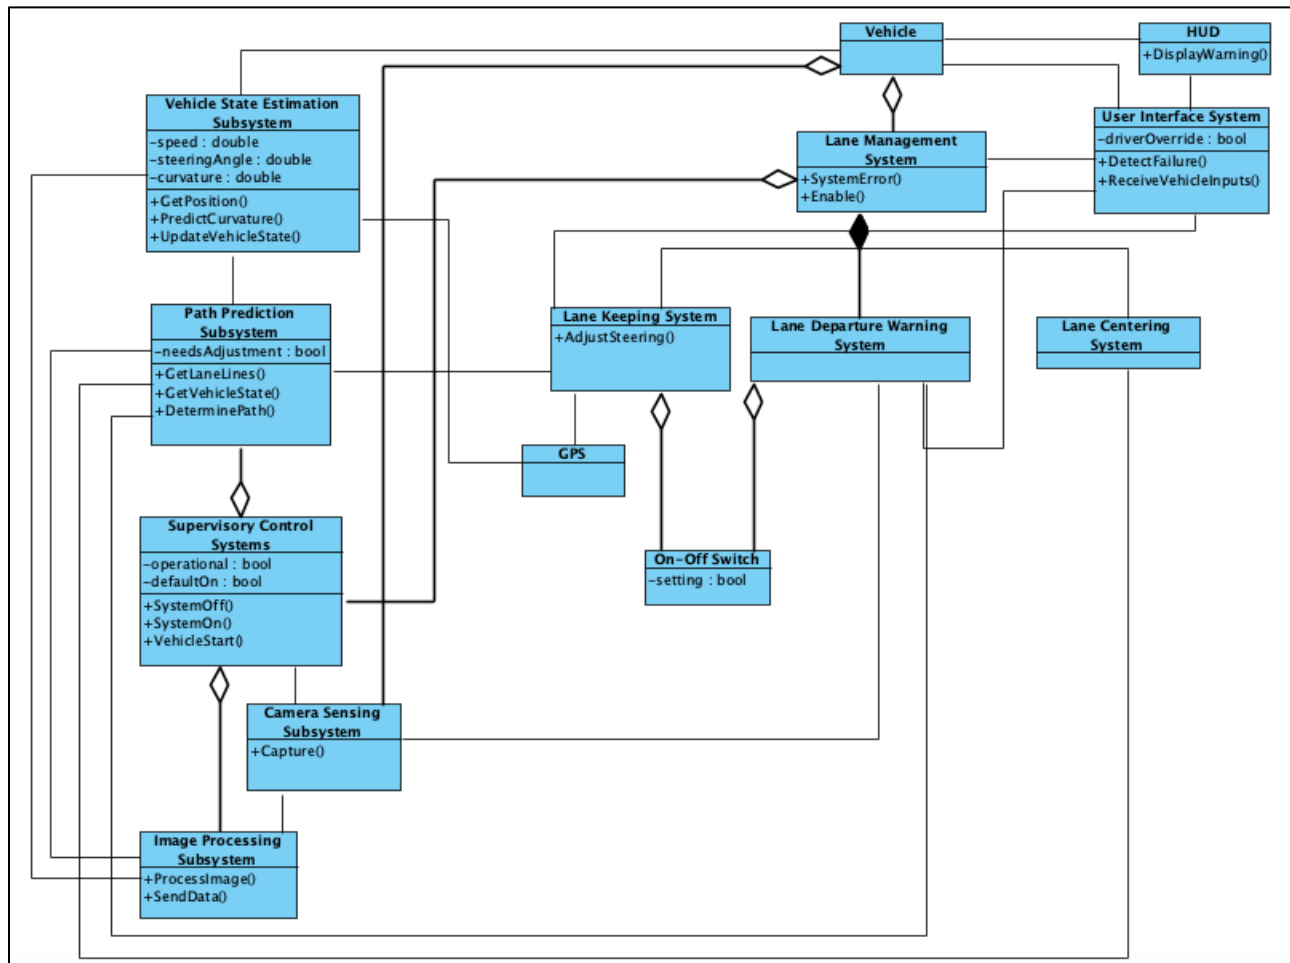 Vehicle
HUD
+DisplayWarning()
Vehicle State Estimation
Subsystem
-speed : double
-steeringAngle : double
-curvature : double
+GetPosition()
+PredictCurvature()
+UpdateVehicleState()
Lane Management
System
+SystemError()
+Enable()
User Interface System
-driverOverride : bool
+DetectFailure()
+ReceiveVehicleInputs()
Path Prediction
Subsystem
-needsAdjustment : bool
+GetLaneLines()
+GetVehicleState()
+DeterminePath()
Lane Keeping System
+AdjustSteering()
Lane Departure Warning
System
Lane Centering
System
GPS
Supervisory Control
Systems
-operational : bool
-defaultOn : bool
+SystemOff()
+SystemOn()
+VehicleStart()
On-Off Switch
-setting : bool
Camera Sensing
Subsystem
+Capture()
Image Processing
Subsystem
+ProcessImage()
+SendData()